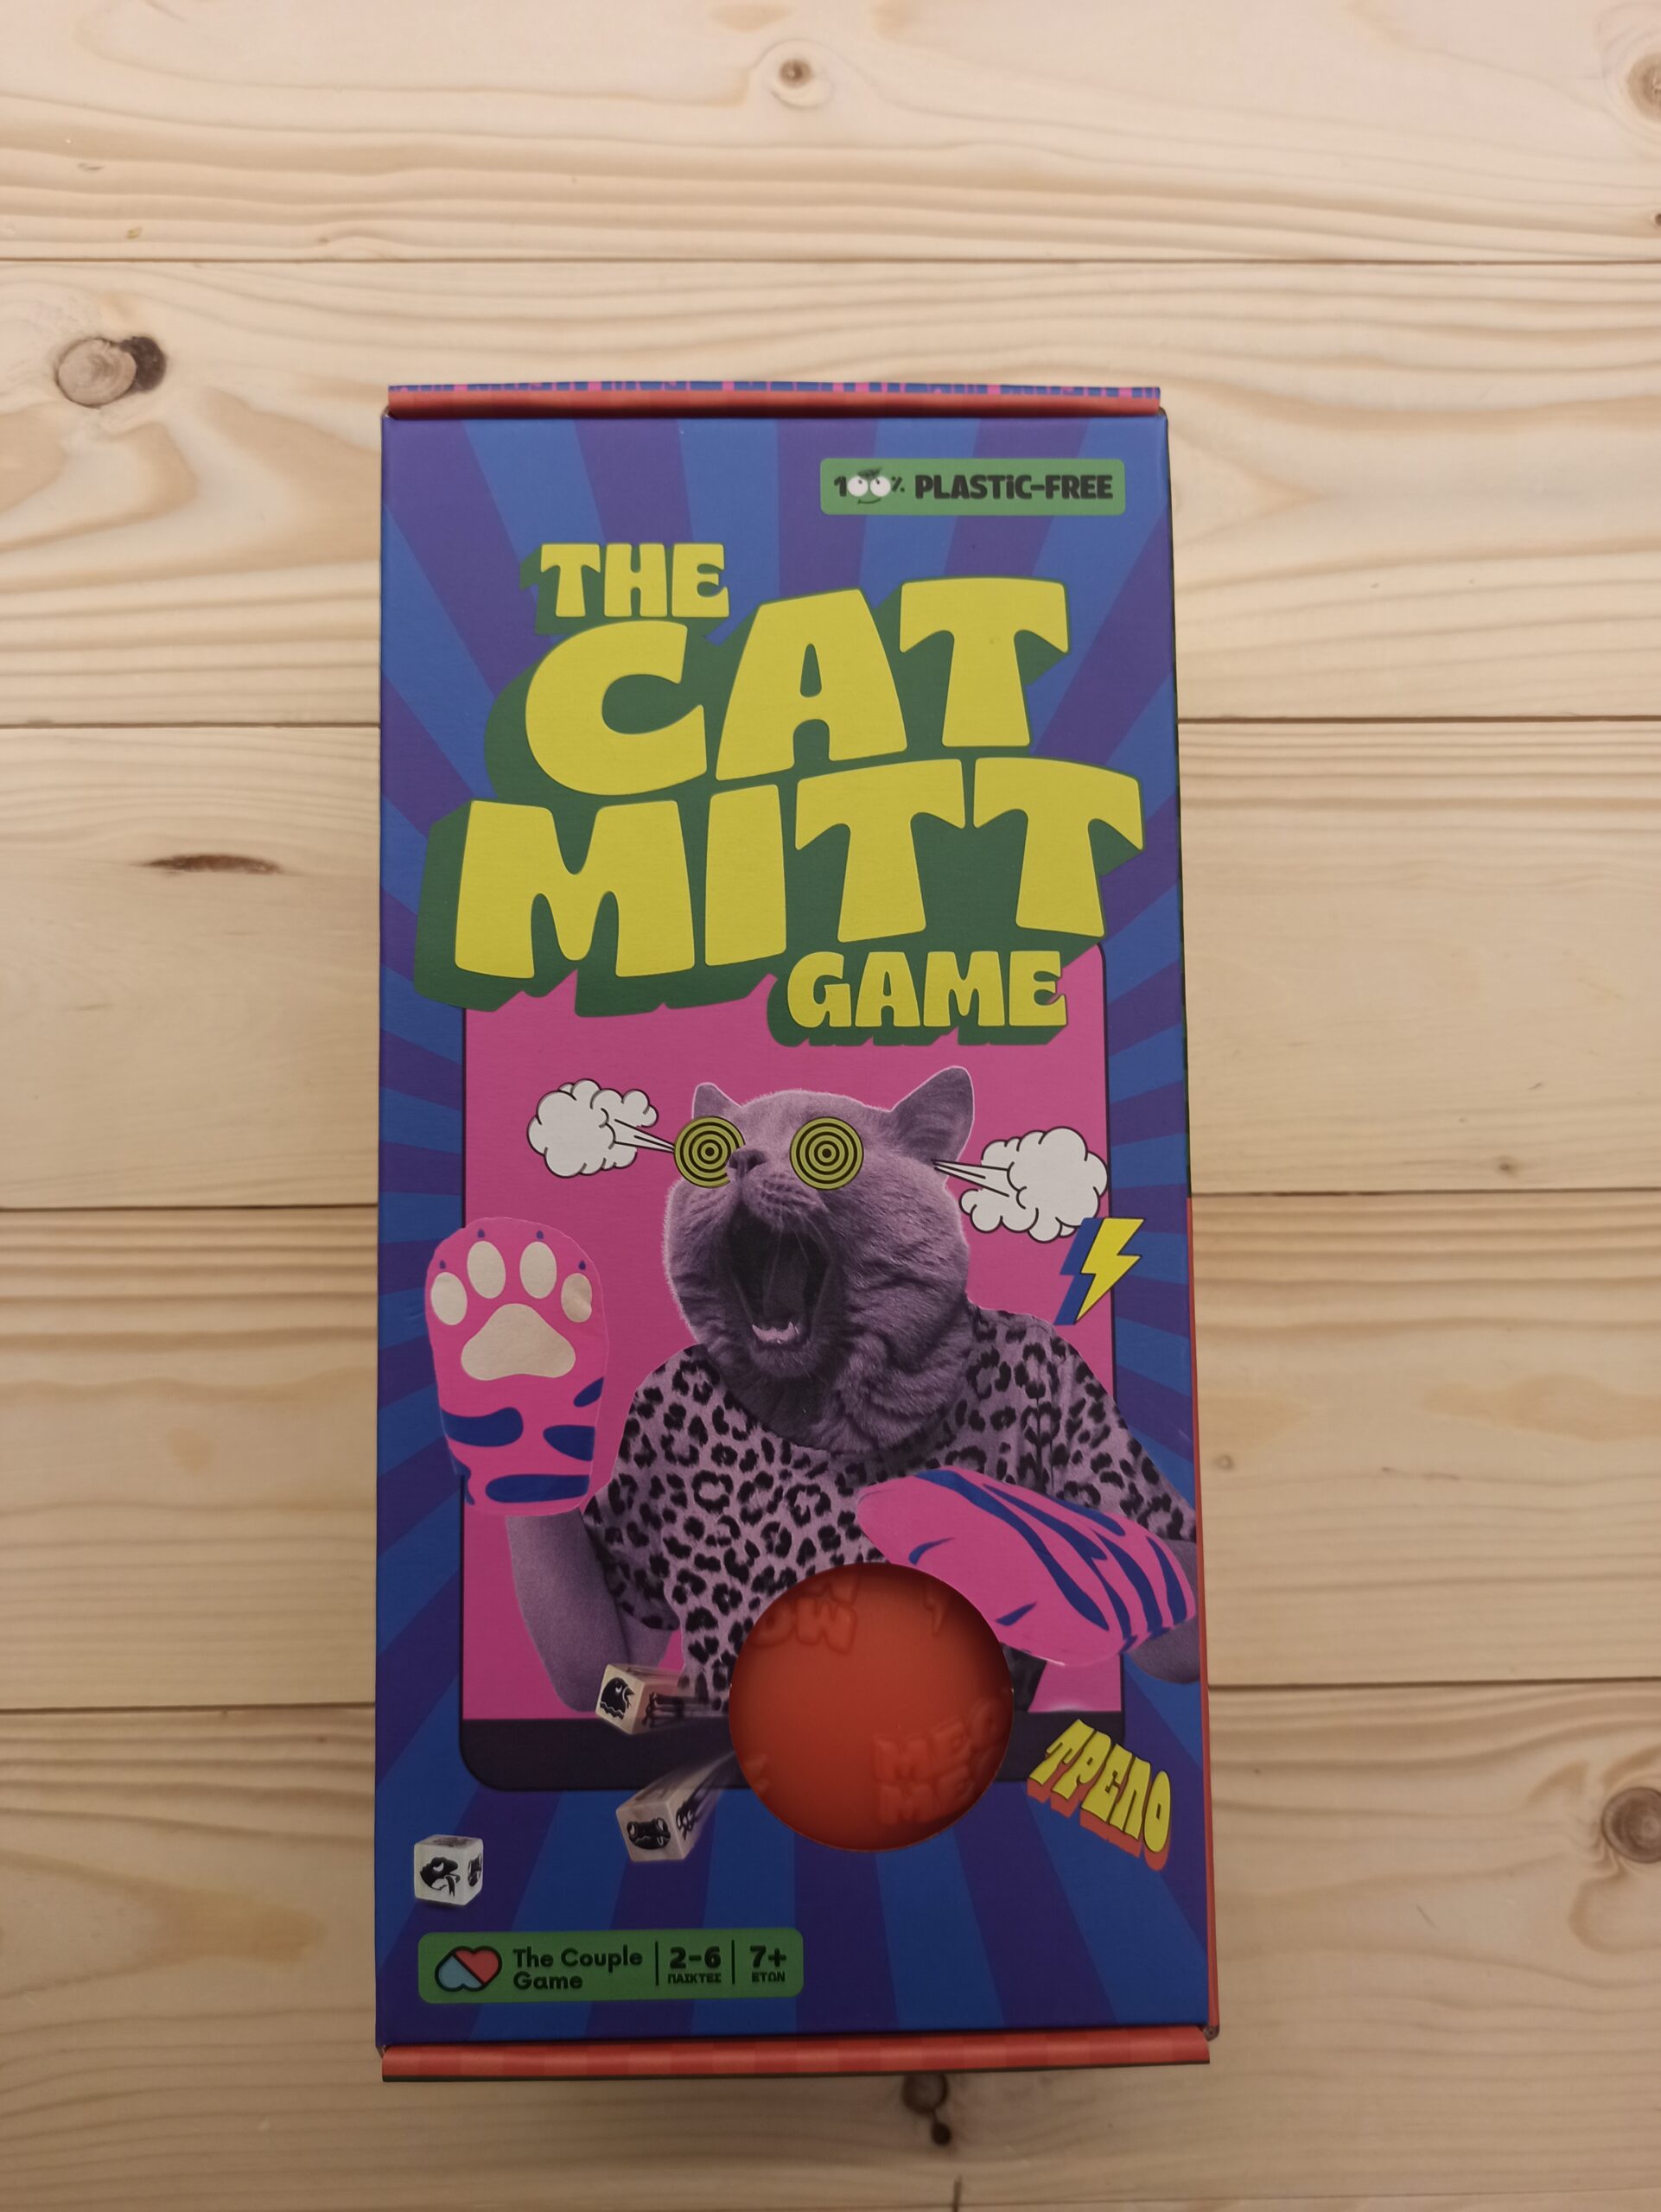 100% PLASTiC-FREE
THE
CAT
MITT
GAME
ΤΡΕΛΟ
The Couple
Game
2-6
ΠΑΙΚΤΕΣ
7+
ΕΤΩΝ